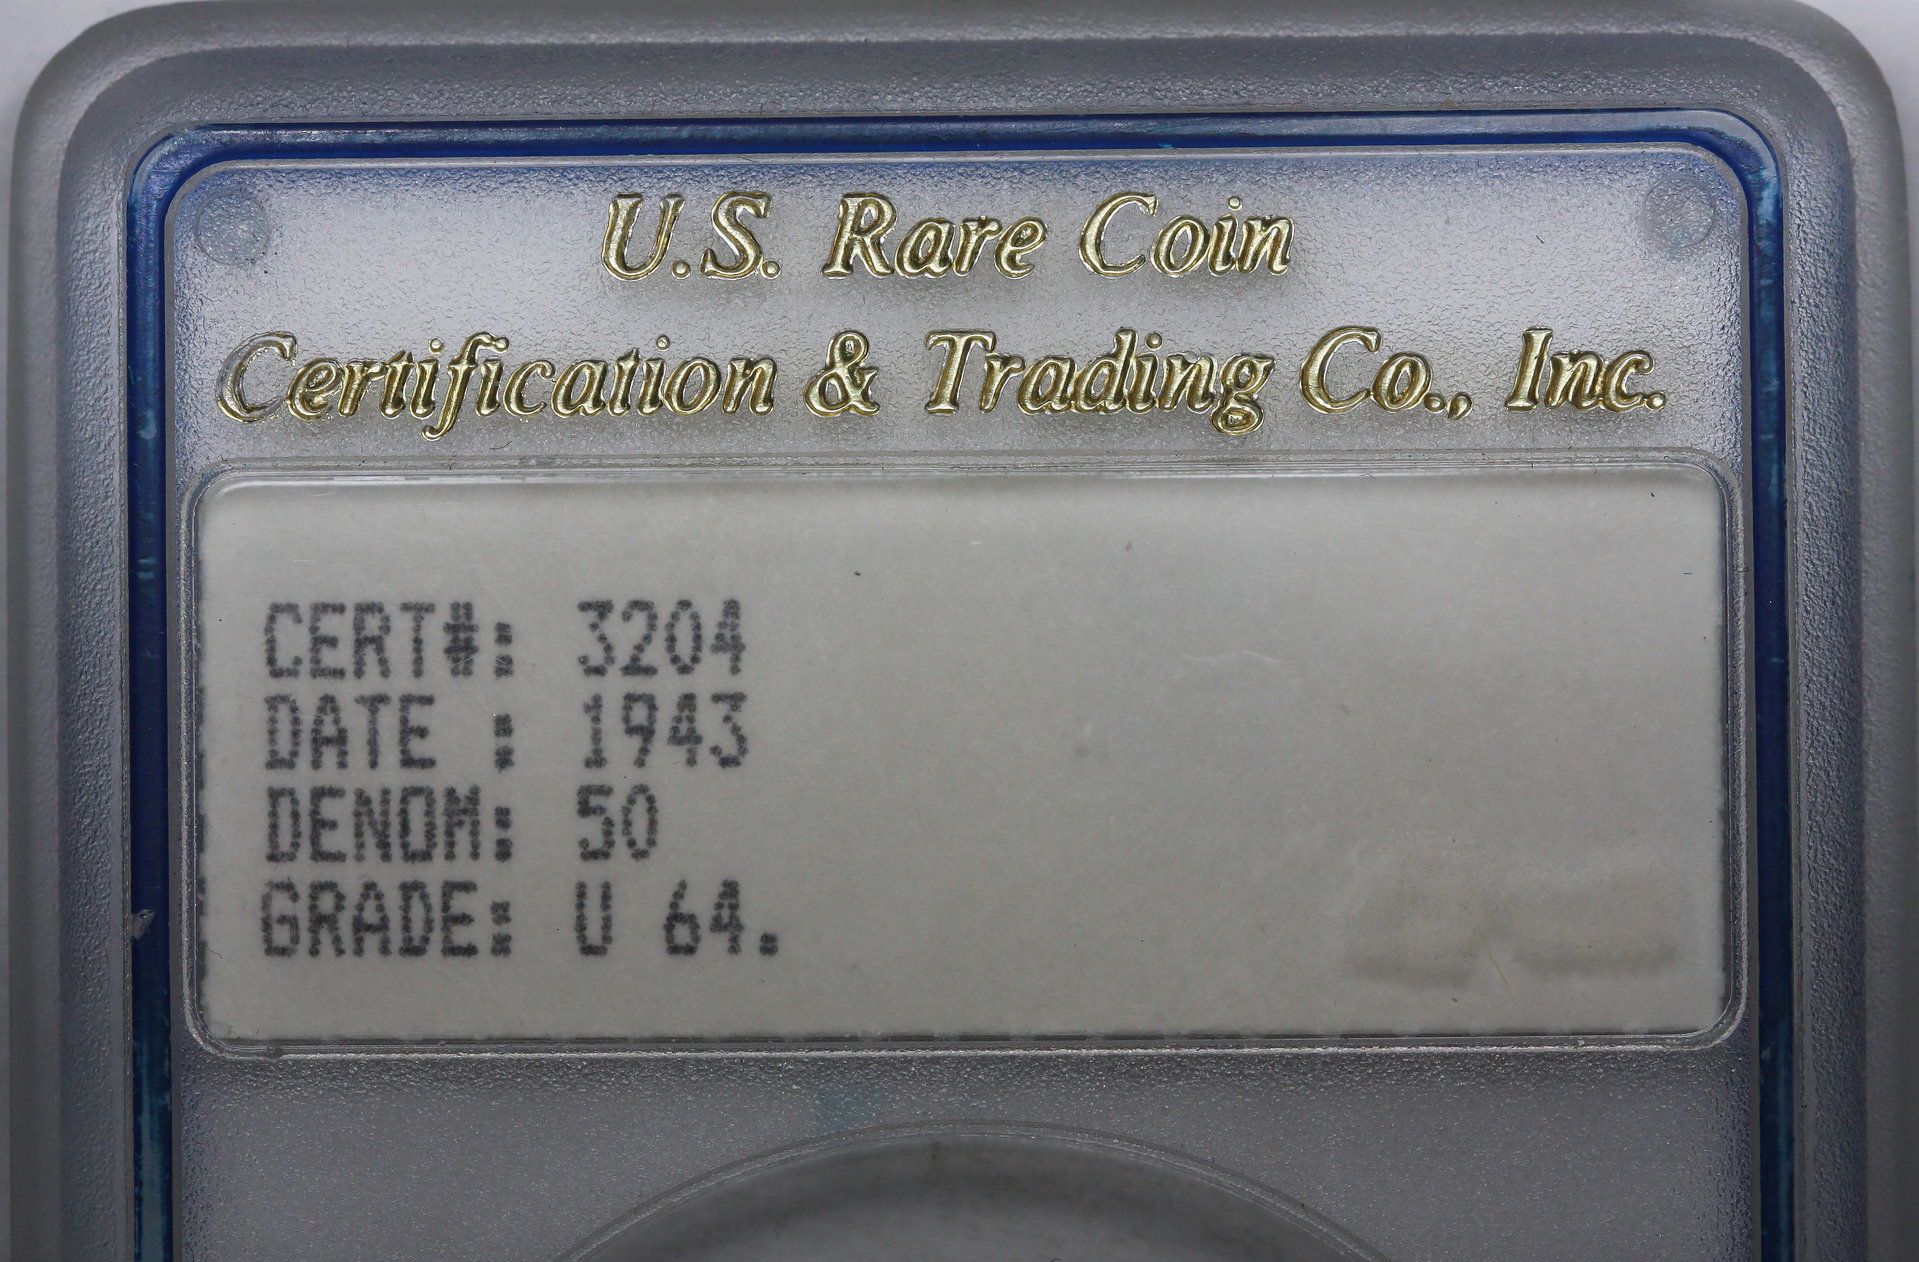 U.S. Rare Coin
Certification & Trading Co., Inc.
CERT#: 3204
DATE : 1943
DENOM: 50
GRADE: U 64.